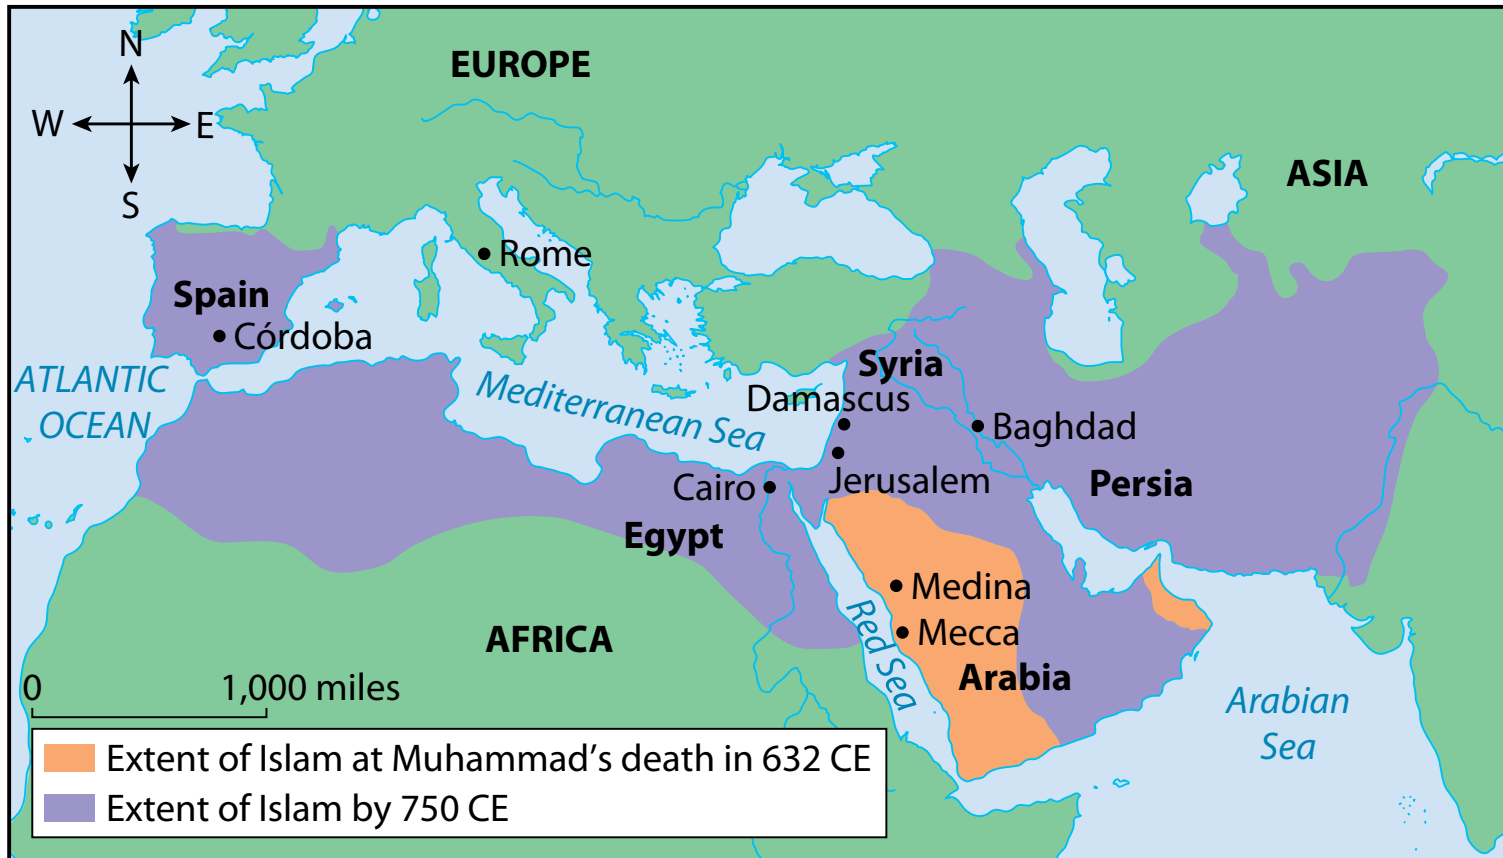 N
W
E
S
EUROPE
ASIA
Rome
Spain
Córdoba
ATLANTIC
OCEAN
Mediterranean Sea
Syria
Damascus
Baghdad
Jerusalem
Cairo
Persia
Egypt
Medina
Mecca
Red Sea
AFRICA
Arabia
Arabian
Sea
0 1,000 miles
Extent of Islam at Muhammad’s death in 632 CE
Extent of Islam by 750 CE